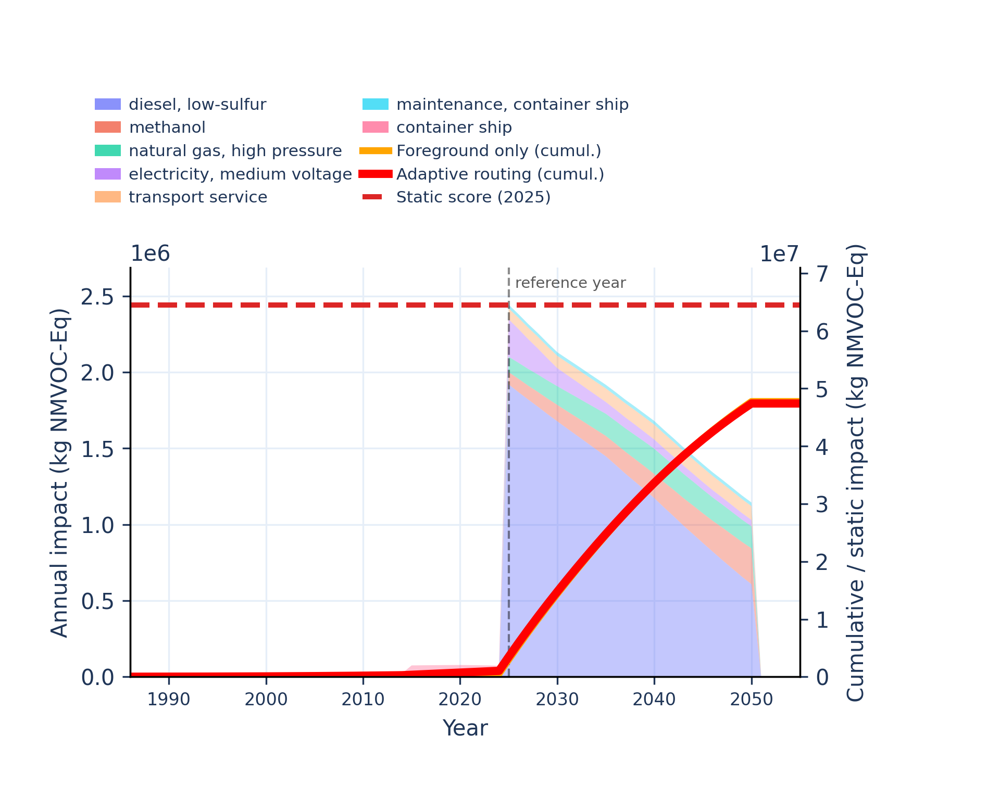 diesel, low-sulfur
methanol
natural gas, high pressure
electricity, medium voltage
transport service
maintenance, container ship
container ship
Foreground only (cumul.)
Adaptive routing (cumul.)
Static score (2025)
1e6
1e7
reference year
Annual impact (kg NMVOC-Eq)
2.5
2.0
1.5
1.0
0.5
0.0
7
6
5
4
3
2
1
0
Cumulative / static impact (kg NMVOC-Eq)
1990 2000 2010 2020 2030 2040 2050
Year